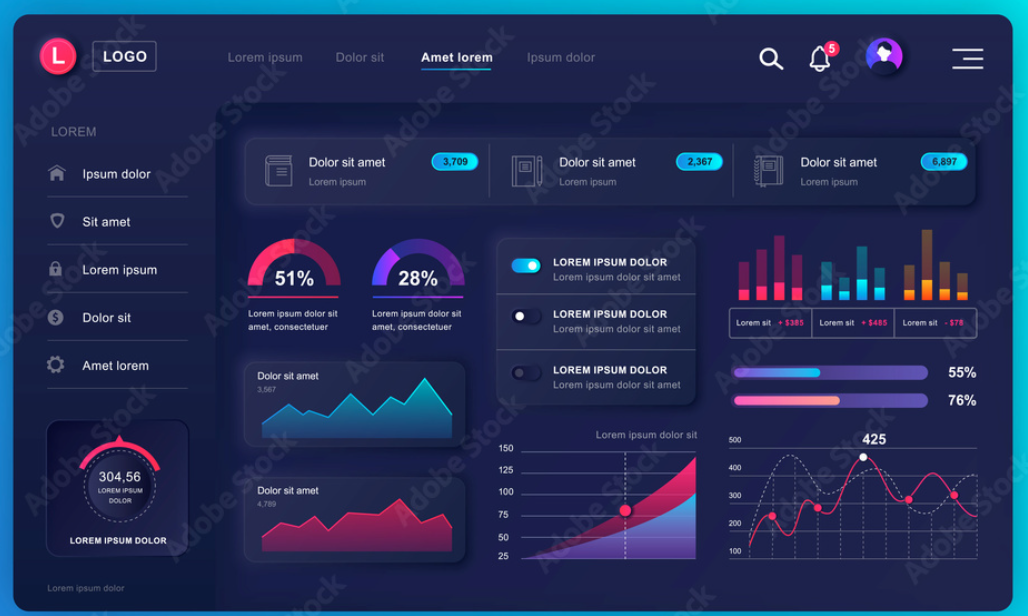 L
LOGO
Lorem ipsum
Dolor sit
Amet lorem
Ipsum dolor
5
LOREM
Ipsum dolor
Sit amet
Lorem ipsum
Dolor sit
Amet lorem
304,56
LOREM IPSUM
DOLOR
LOREM IPSUM DOLOR
Lorem ipsum dolor
Dolor sit amet
3,709
Lorem ipsum
Dolor sit amet
2,367
Lorem ipsum
Dolor sit amet
6,897
Lorem ipsum
51%
Lorem ipsum dolor sit
amet, consectetuer
28%
Lorem ipsum dolor sit
amet, consectetuer
LOREM IPSUM DOLOR
Lorem ipsum dolor sit amet
LOREM IPSUM DOLOR
Lorem ipsum dolor sit amet
LOREM IPSUM DOLOR
Lorem ipsum dolor sit amet
Lorem sit + $385
Lorem sit + $485
Lorem sit - $78
55%
76%
Dolor sit amet
3,567
Dolor sit amet
4,789
Lorem ipsum dolor sit
150
125
100
75
50
25
425
500
400
300
200
100
Adobe Stock